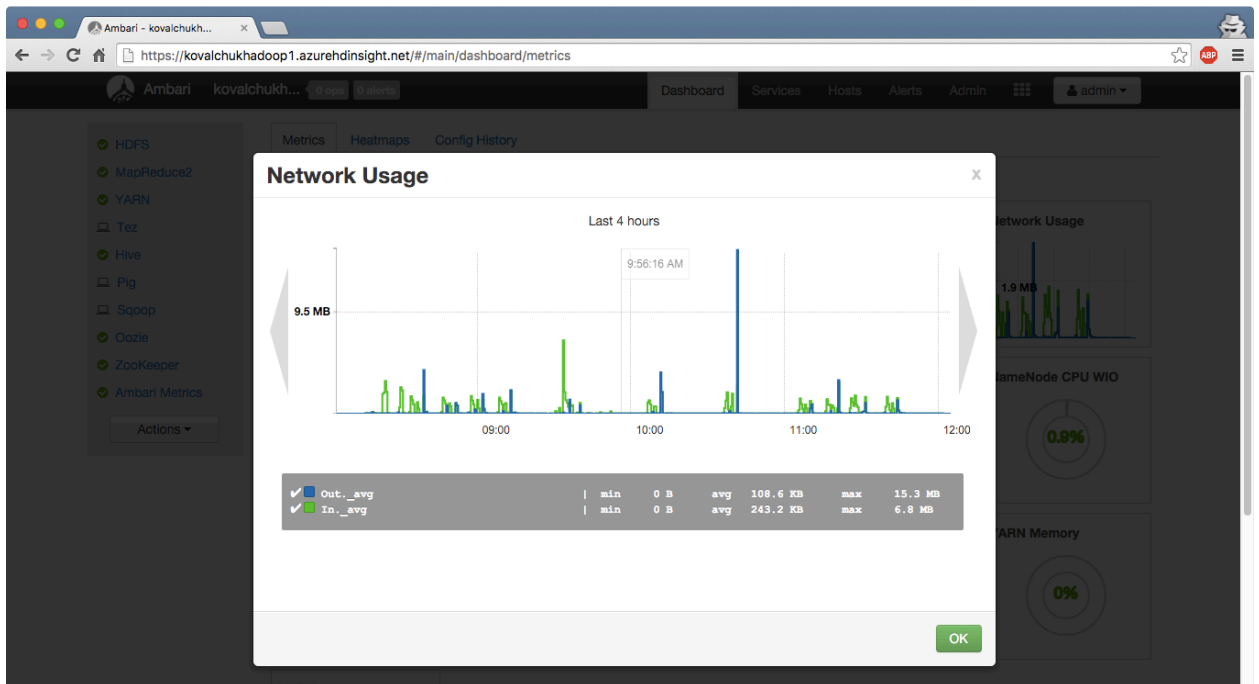 Ambari - kovalchukh... ×
https://kovalchukhadoop1.azurehdinsight.net/#/main/dashboard/metrics
ABP
Ambari kovalchukh... 0 ops 0 alerts Dashboard Services Hosts Alerts Admin admin
HDFS
MapReduce2
YARN
Tez
Hive
Pig
Sqoop
Oozie
ZooKeeper
Ambari Metrics
Actions
Metrics Heatmaps Config History
Network Usage x
Last 4 hours
9:56:16 AM
9.5 MB
09:00 10:00 11:00 12:00
✔ Out._avg | min 0 B avg 108.6 KB max 15.3 MB
✔ In._avg | min 0 B avg 243.2 KB max 6.8 MB
OK
etwork Usage
1.9 MB
ameNode CPU WIO
0.9%
YARN Memory
0%